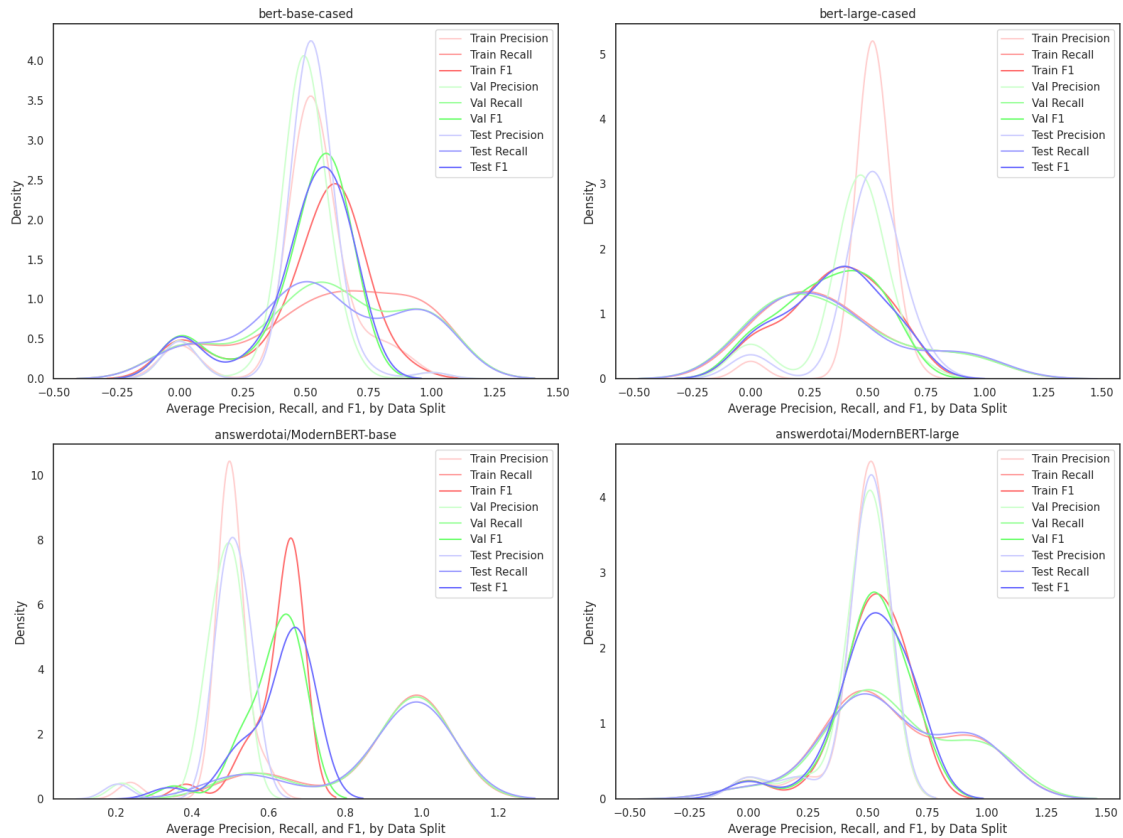 bert-base-cased
Density
4.0
3.5
3.0
2.5
2.0
1.5
1.0
0.5
0.0
Train Precision
Train Recall
Train F1
Val Precision
Val Recall
Val F1
Test Precision
Test Recall
Test F1
−0.50 −0.25 0.00 0.25 0.50 0.75 1.00 1.25 1.50
Average Precision, Recall, and F1, by Data Split
bert-large-cased
Density
5
4
3
2
1
0
Train Precision
Train Recall
Train F1
Val Precision
Val Recall
Val F1
Test Precision
Test Recall
Test F1
−0.50 −0.25 0.00 0.25 0.50 0.75 1.00 1.25 1.50
Average Precision, Recall, and F1, by Data Split
answerdotai/ModernBERT-base
Density
10
8
6
4
2
0
Train Precision
Train Recall
Train F1
Val Precision
Val Recall
Val F1
Test Precision
Test Recall
Test F1
0.2 0.4 0.6 0.8 1.0 1.2
Average Precision, Recall, and F1, by Data Split
answerdotai/ModernBERT-large
Density
4
3
2
1
0
Train Precision
Train Recall
Train F1
Val Precision
Val Recall
Val F1
Test Precision
Test Recall
Test F1
−0.25 0.00 0.25 0.50 0.75 1.00 1.25 1.50
Average Precision, Recall, and F1, by Data Split